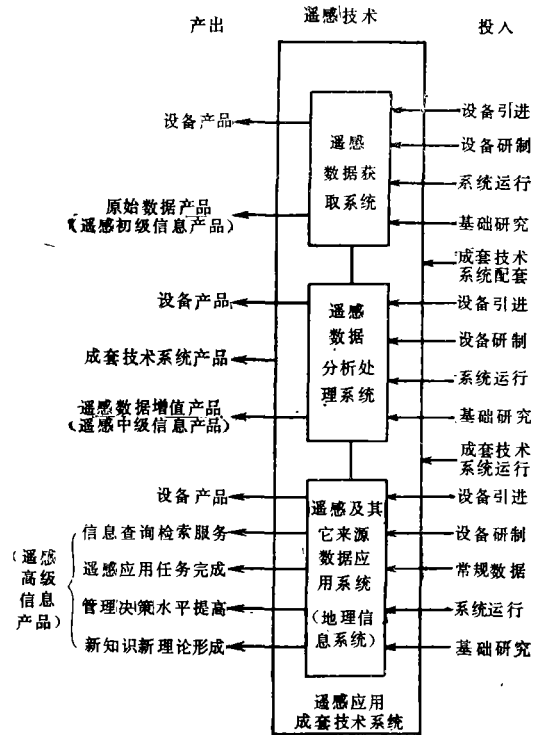 产出
遥感技术
投入
设备产品
原始数据产品
(遥感初级信息产品)
遥感
数据获
取系统
设备引进
设备研制
系统运行
基础研究
成套技术
系统配套
设备产品
成套技术系统产品
遥感数据增值产品
(遥感中级信息产品)
遥感
数据
分析处
理系统
设备引进
设备研制
系统运行
基础研究
成套技术
系统运行
设备产品
信息查询检索服务
遥感应用任务完成
管理决策水平提高
新知识新理论形成
(遥感
高级
信息
产品)
遥感及其
它来源
数据应
用系统
(地理信
息系统)
设备引进
设备研制
常规数据
系统运行
基础研究
遥感应用
成套技术系统